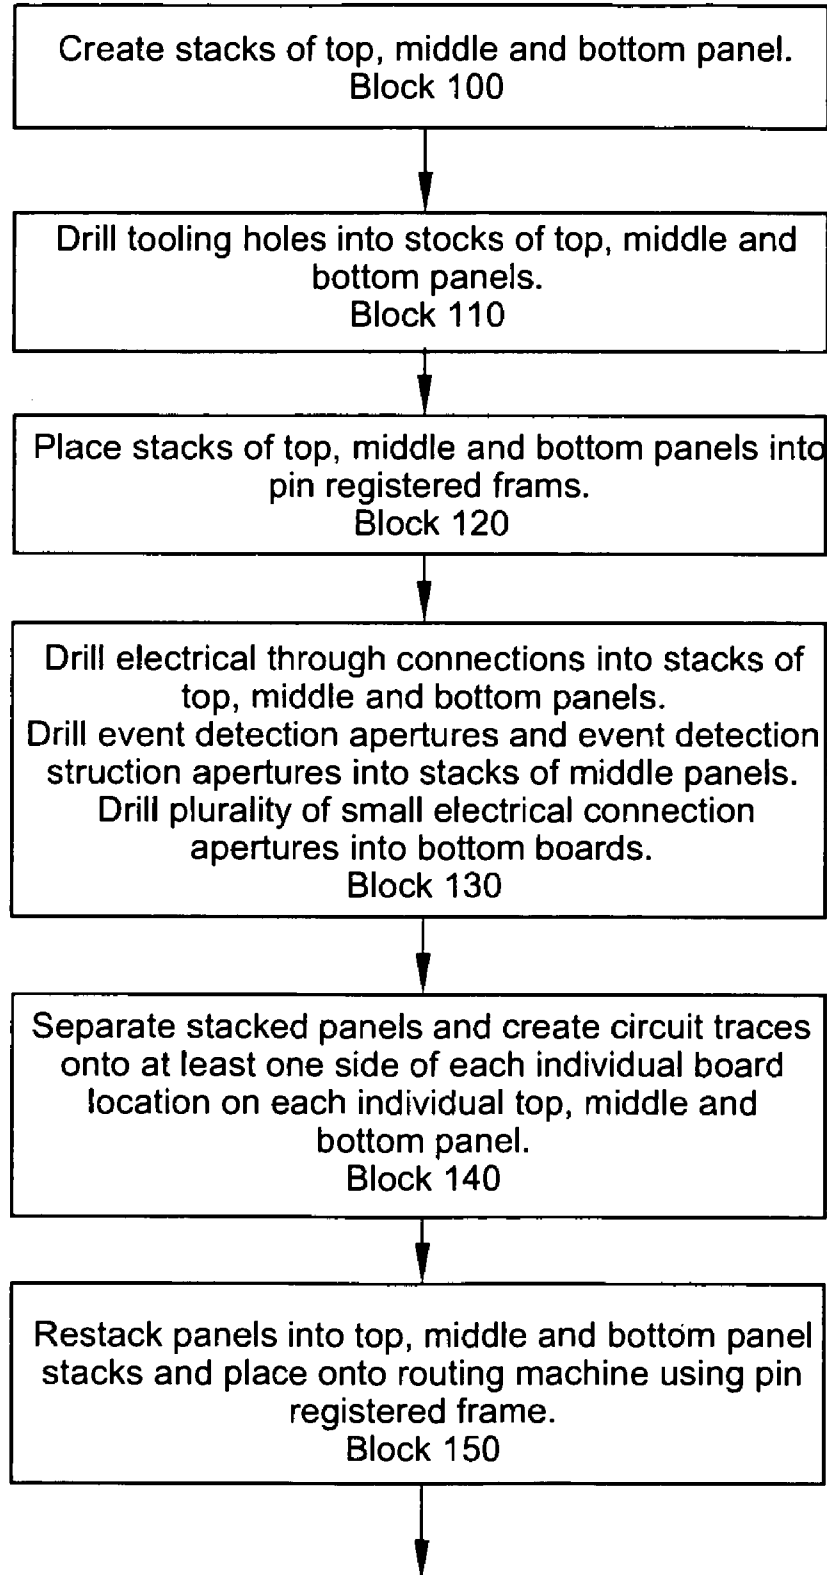 Create stacks of top, middle and bottom panel.
Block 100
Drill tooling holes into stocks of top, middle and
bottom panels.
Block 110
Place stacks of top, middle and bottom panels into
pin registered frams.
Block 120
Drill electrical through connections into stacks of
top, middle and bottom panels.
Drill event detection apertures and event detection
struction apertures into stacks of middle panels.
Drill plurality of small electrical connection
apertures into bottom boards.
Block 130
Separate stacked panels and create circuit traces
onto at least one side of each individual board
location on each individual top, middle and
bottom panel.
Block 140
Restack panels into top, middle and bottom panel
stacks and place onto routing machine using pin
registered frame.
Block 150